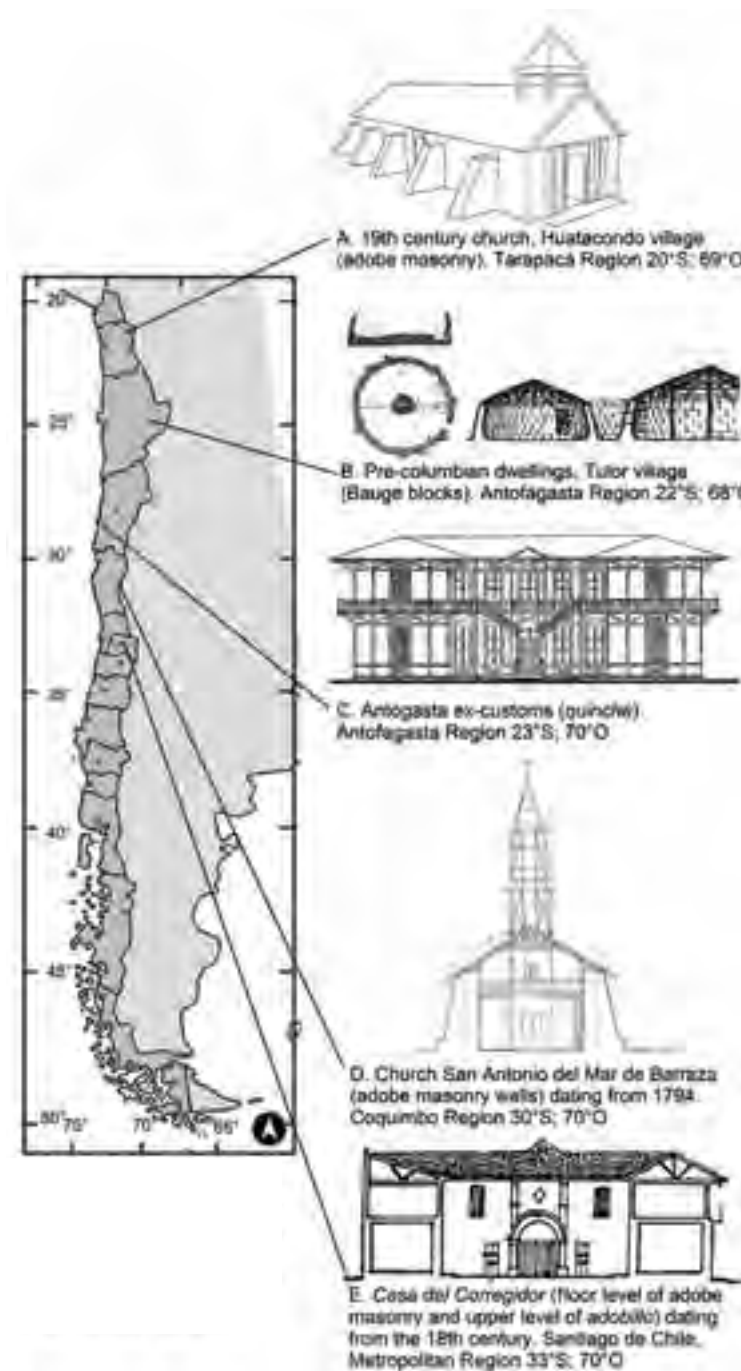 A. 19th century church, Huatacondo village
(adobe masonry). Tarapacá Region 20°S; 69°O
20°
25°
B. Pre-columbian dwellings, Tulor village
(Bauge blocks). Antofagasta Region 22°S; 68°
30°
35°
C. Antogasta ex-customs (quincha)
Antofagasta Region 23°S; 70°O
40°
45°
D. Church San Antonio del Mar de Barraza
(adobe masonry walls) dating from 1794.
Coquimbo Region 30°S; 70°O
50°
75° 70° 65°
E. Casa del Corregidor (floor level of adobe
masonry and upper level of adobillo) dating
from the 18th century. Santiago de Chile,
Metropolitan Region 33°S; 70°O